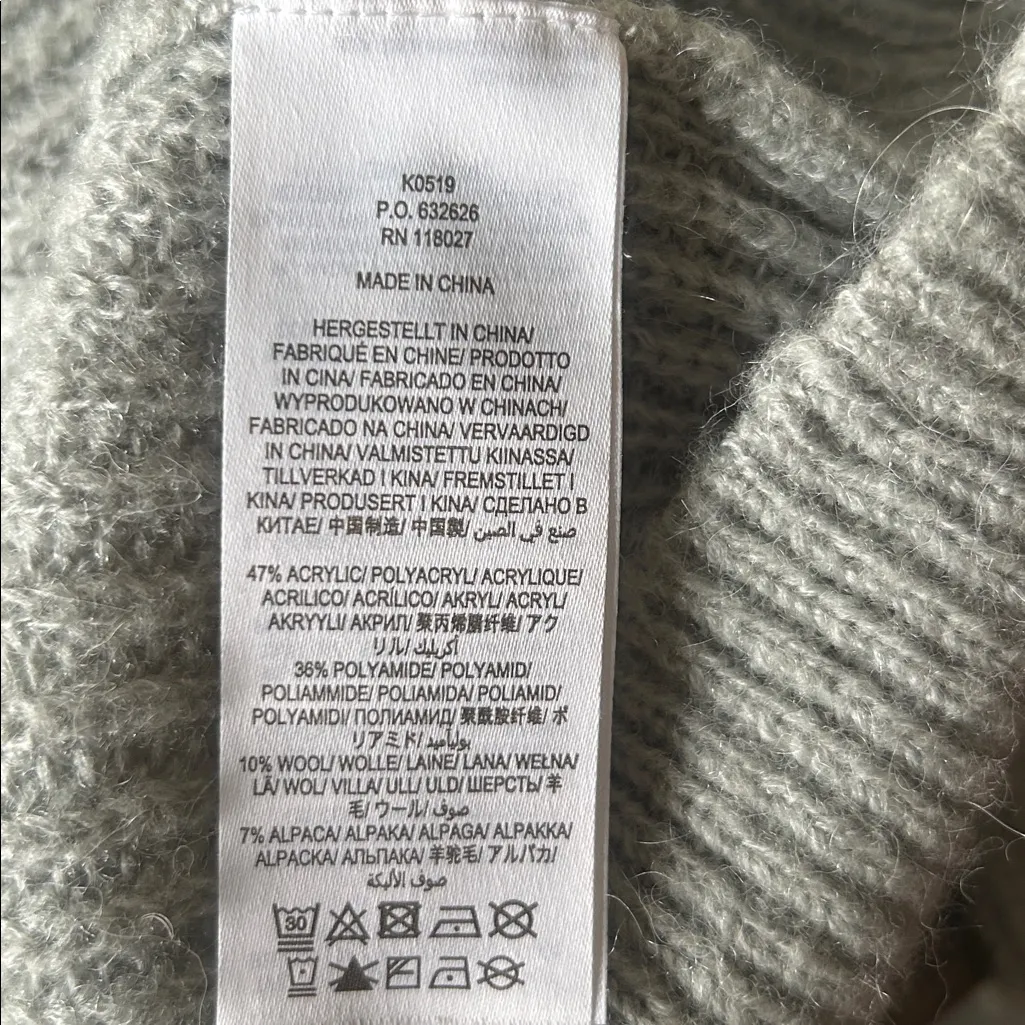 K0519
P.O. 632626
RN 118027
MADE IN CHINA
HERGESTELLT IN CHINA/
FABRIQUÉ EN CHINE/ PRODOTTO
IN CINA/ FABRICADO EN CHINA/
WYPRODUKOWANO W CHINACH/
FABRICADO NA CHINA/ VERVAARDIGD
IN CHINA/ VALMISTETTU KIINASSA/
TILLVERKAD I KINA/ FREMSTILLET I
KINA/ PRODUSERT I KINA/ СДЕЛАНО В
КИТАЕ/ 中国制造/ 中国製/ صنع في الصين
47% ACRYLIC/ POLYACRYL/ ACRYLIQUE/
ACRILICO/ ACRÍLICO/ AKRYL/ ACRYL/
AKRYYLI/ АКРИЛ/ 聚丙烯腈纤维/ アク
リル/ أكريليك
36% POLYAMIDE/ POLYAMID/
POLIAMMIDE/ POLIAMIDA/ POLIAMID/
POLYAMIDI/ ПОЛИАМИД/ 聚酰胺纤维/ ポ
リアミド/ بولياميد
10% WOOL/ WOLLE/ LAINE/ LANA/ WEŁNA/
LÃ/ WOL/ VILLA/ ULL/ ULD/ ШЕРСТЬ/ 羊
毛/ ウール/ صوف
7% ALPACA/ ALPAKA/ ALPAGA/ ALPAKKA/
ALPACKA/ АЛЬПАКА/ 羊驼毛/ アルパカ/
صوف الألبكة
30